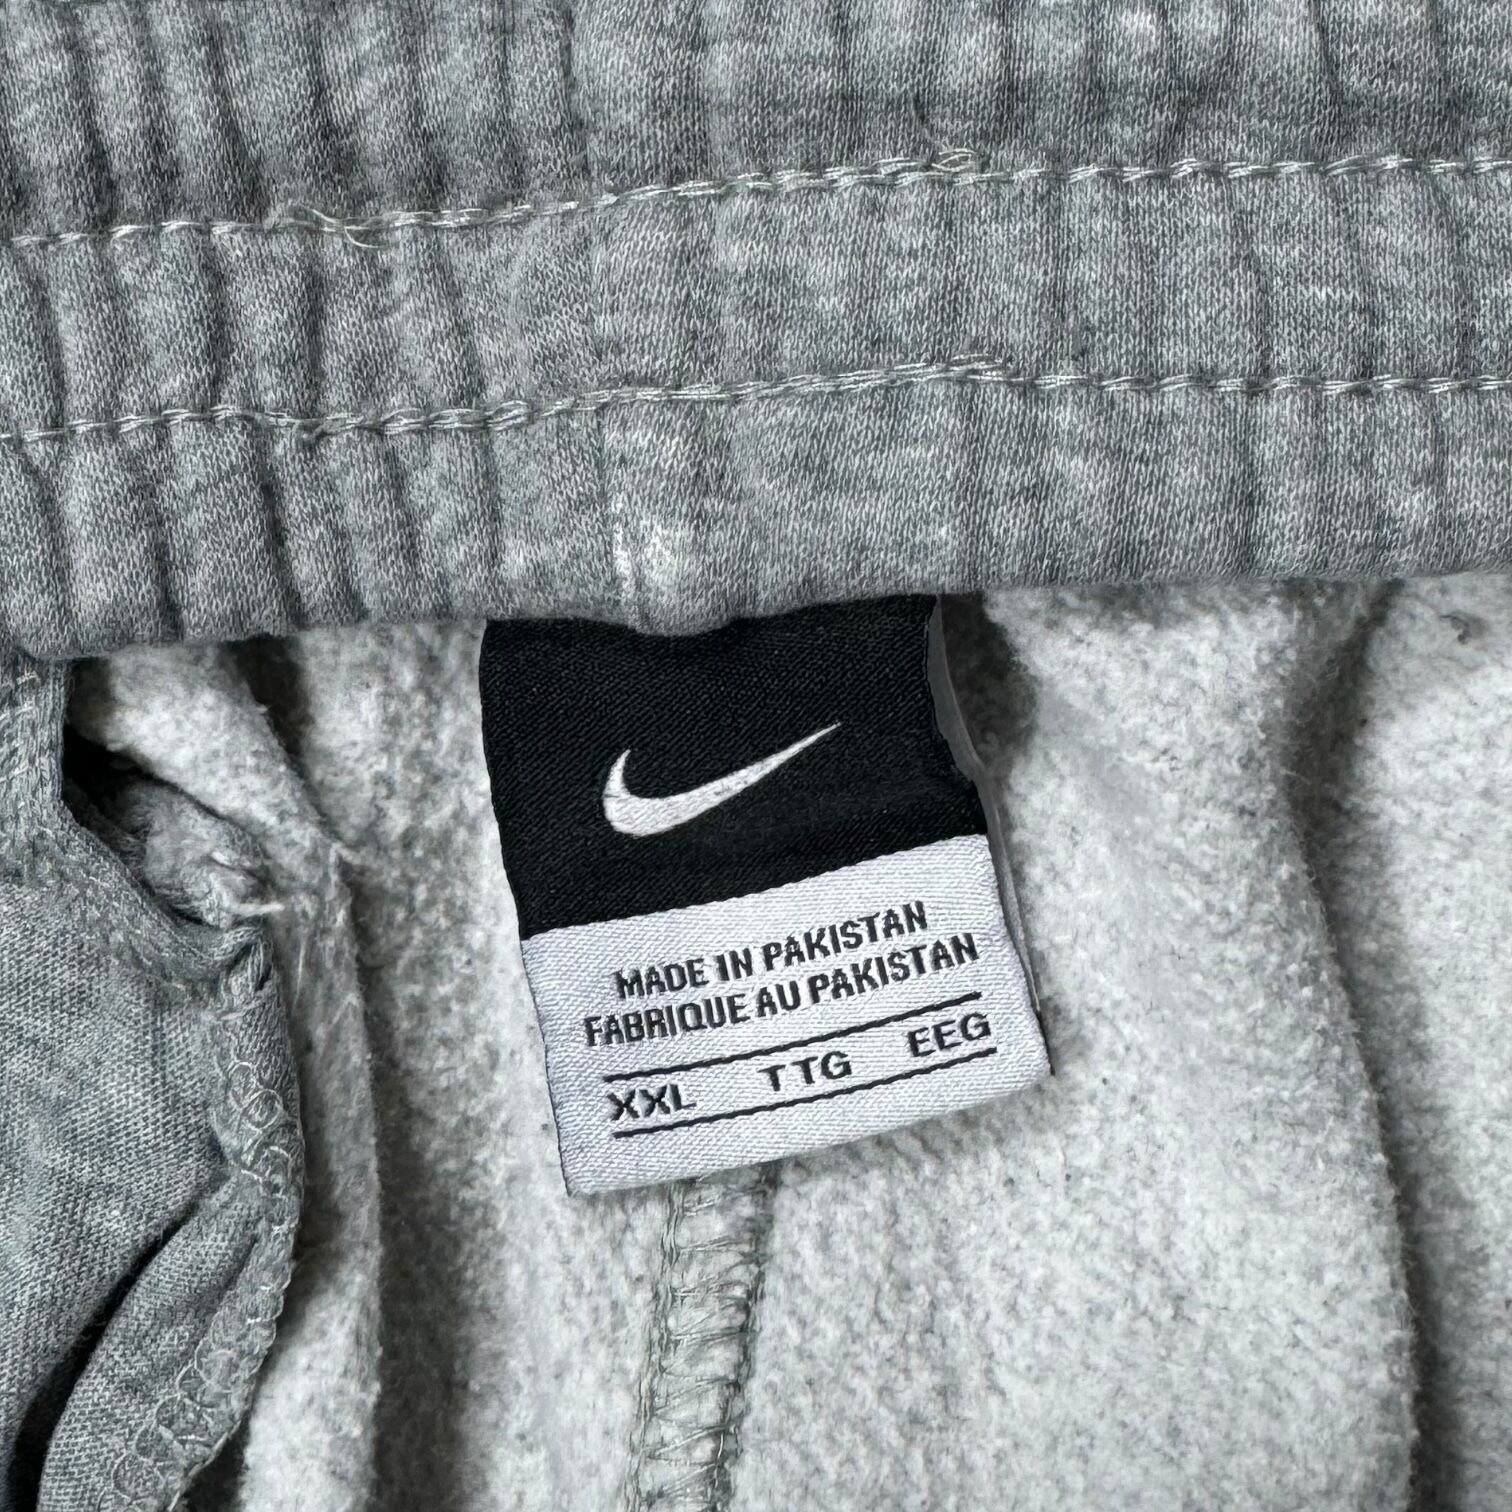 MADE IN PAKISTAN
FABRIQUE AU PAKISTAN
XXL TTG EEG